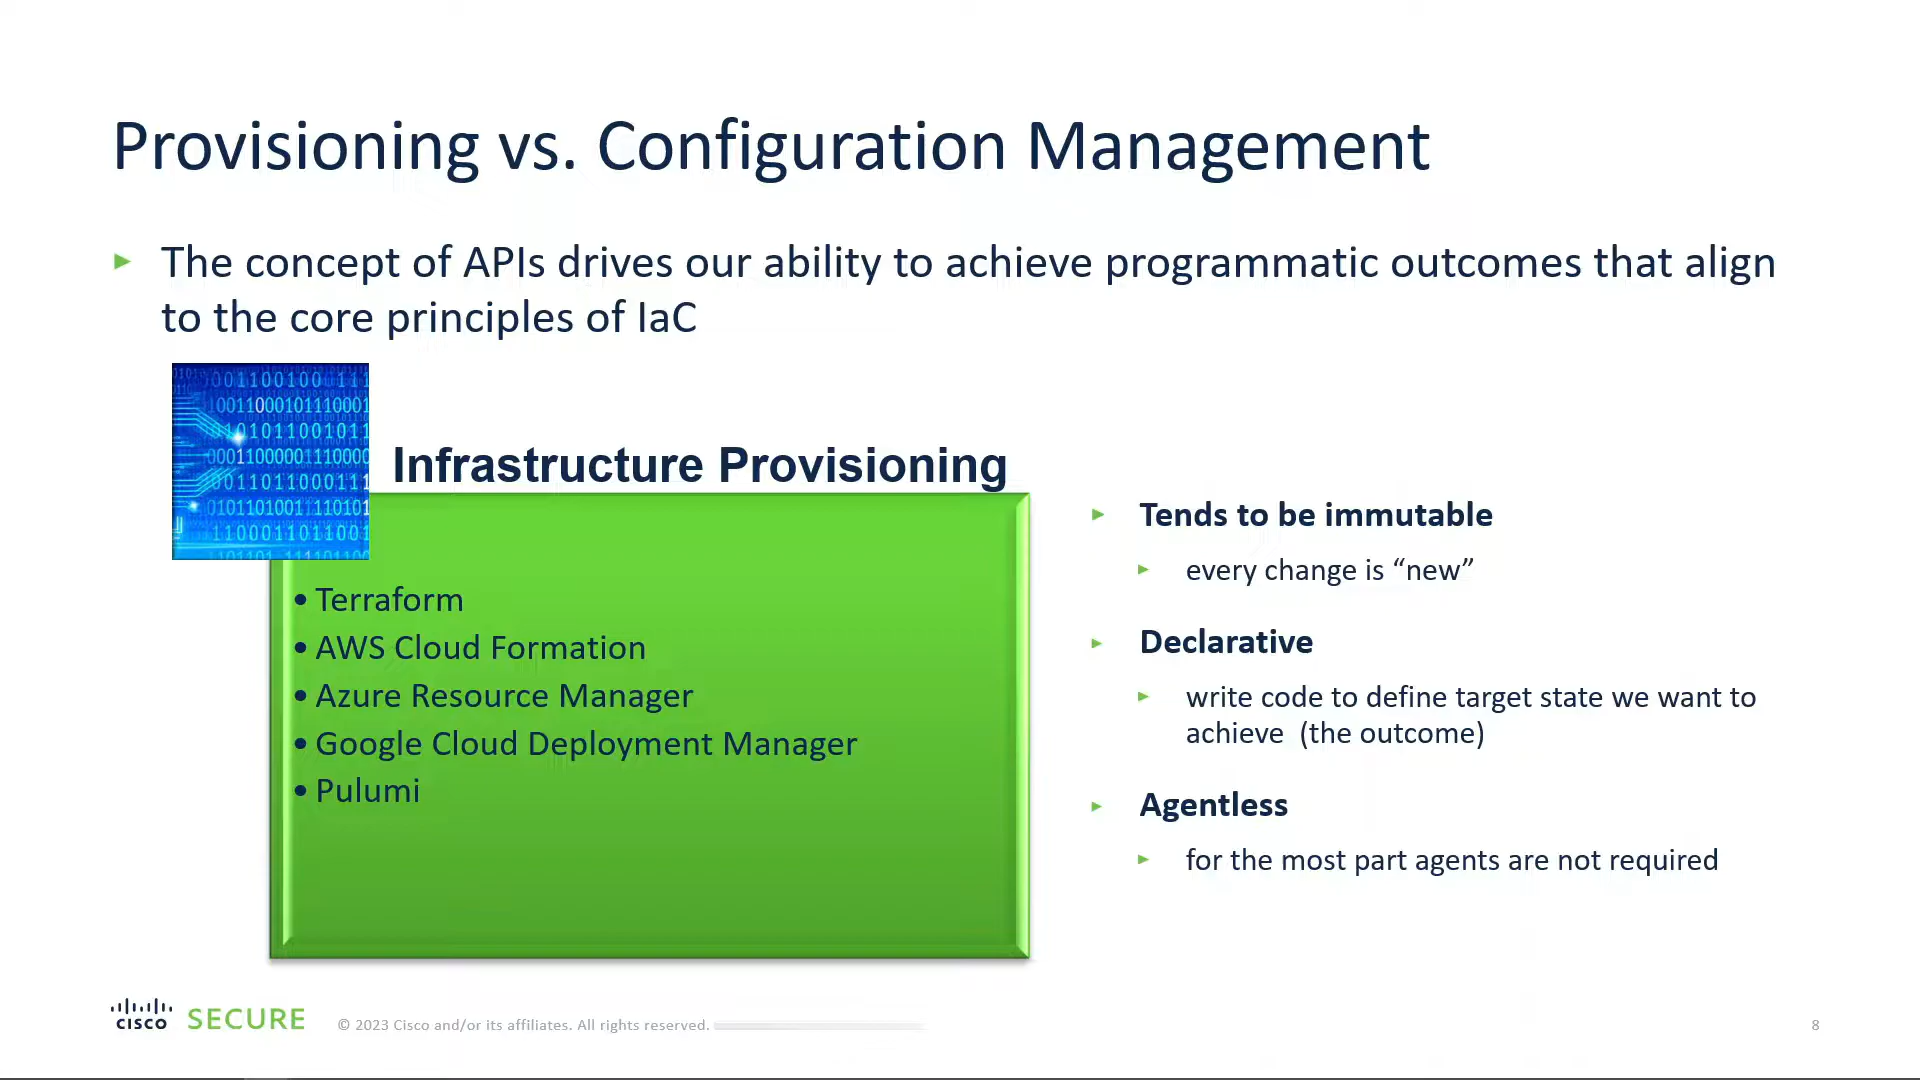 Provisioning vs. Configuration Management
The concept of APIs drives our ability to achieve programmatic outcomes that align
to the core principles of IaC
Infrastructure Provisioning
• Terraform
• AWS Cloud Formation
• Azure Resource Manager
• Google Cloud Deployment Manager
• Pulumi
Tends to be immutable
every change is “new”
Declarative
write code to define target state we want to
achieve (the outcome)
Agentless
for the most part agents are not required
CISCO SECURE © 2023 Cisco and/or its affiliates. All rights reserved. 8